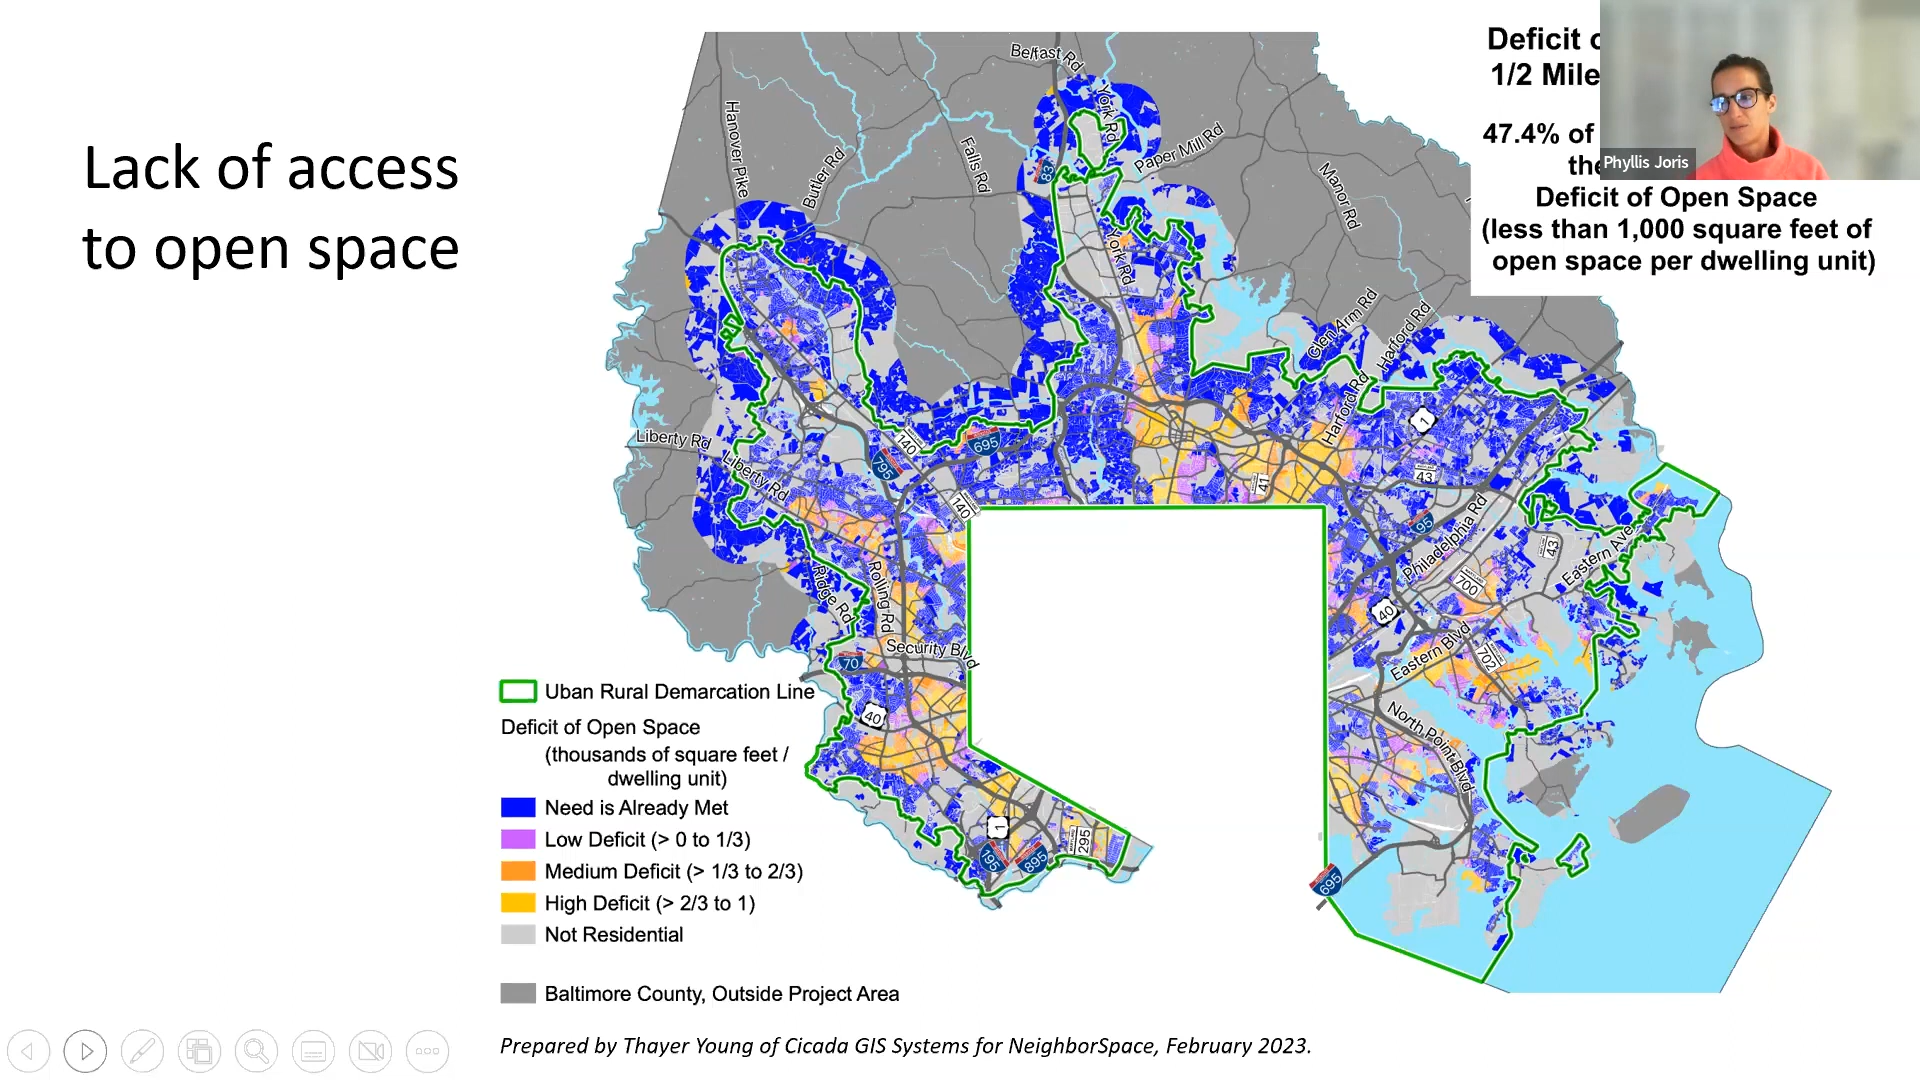 Lack of access
to open space
Deficit
1/2 Mile
47.4% of
the
Deficit of Open Space
(less than 1,000 square feet of
open space per dwelling unit)
Phyllis Joris
Belfast Rd
York Rd
Hanover Pike
Butler Rd
Falls Rd
83
Paper Mill Rd
Manor Rd
York Rd
Glen Arm Rd
Harford Rd
Harford Rd
1
Liberty Rd
Liberty Rd
140
695
795
140
41
43
95
Philadelphia Rd
43
Eastern Ave
700
40
Ridge Rd
Rolling Rd
Security Blvd
70
Eastern Blvd
702
40
North Point Blvd
1
195
895
295
695
Uban Rural Demarcation Line
Deficit of Open Space
(thousands of square feet /
dwelling unit)
Need is Already Met
Low Deficit (> 0 to 1/3)
Medium Deficit (> 1/3 to 2/3)
High Deficit (> 2/3 to 1)
Not Residential
Baltimore County, Outside Project Area
Prepared by Thayer Young of Cicada GIS Systems for NeighborSpace, February 2023.